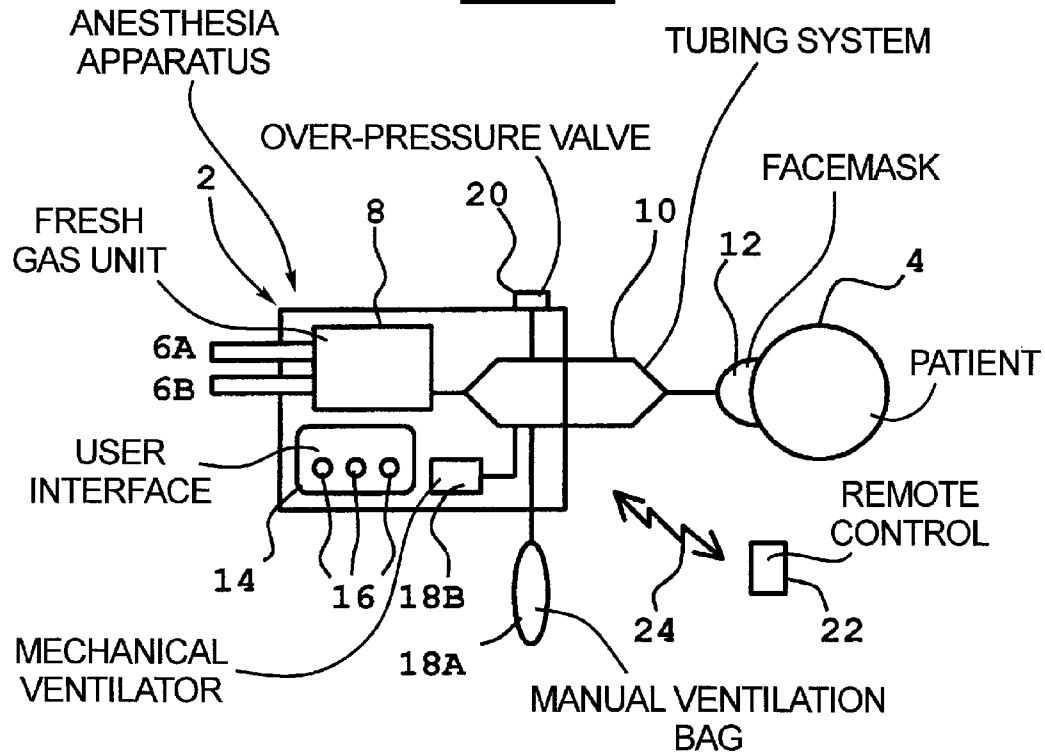 ANESTHESIA
APPARATUS
TUBING SYSTEM
OVER-PRESSURE VALVE
FACEMASK
2
20
10
FRESH
GAS UNIT
8
12
4
6A
6B
PATIENT
USER
INTERFACE
REMOTE
CONTROL
14
16
18B
24
22
MECHANICAL
VENTILATOR
18A
MANUAL VENTILATION
BAG